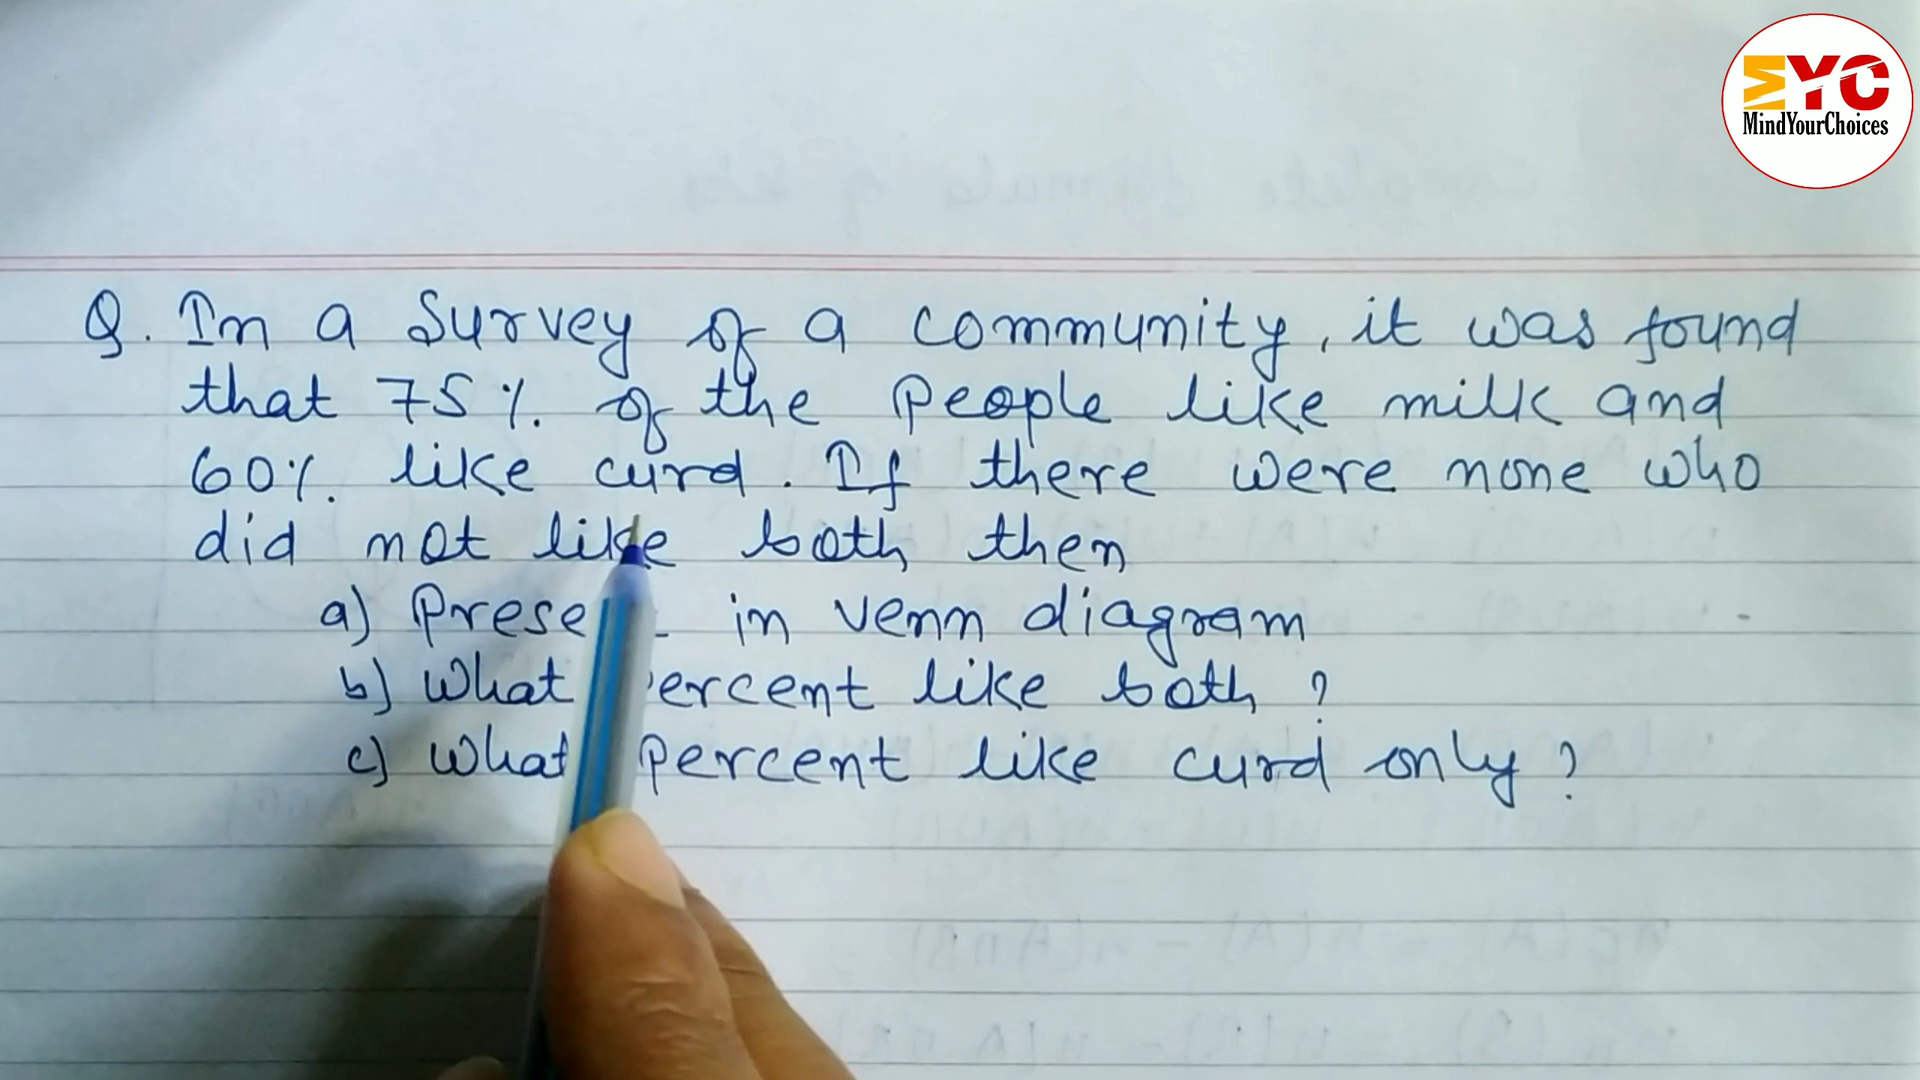 MYC
MindYourChoices
Q. In a survey of a community, it was found
that 75% of the people like milk and
60% like curd. If there were none who
did not like both then
a) Prese in venn diagram
b) What percent like both ?
c) What percent like curd only ?